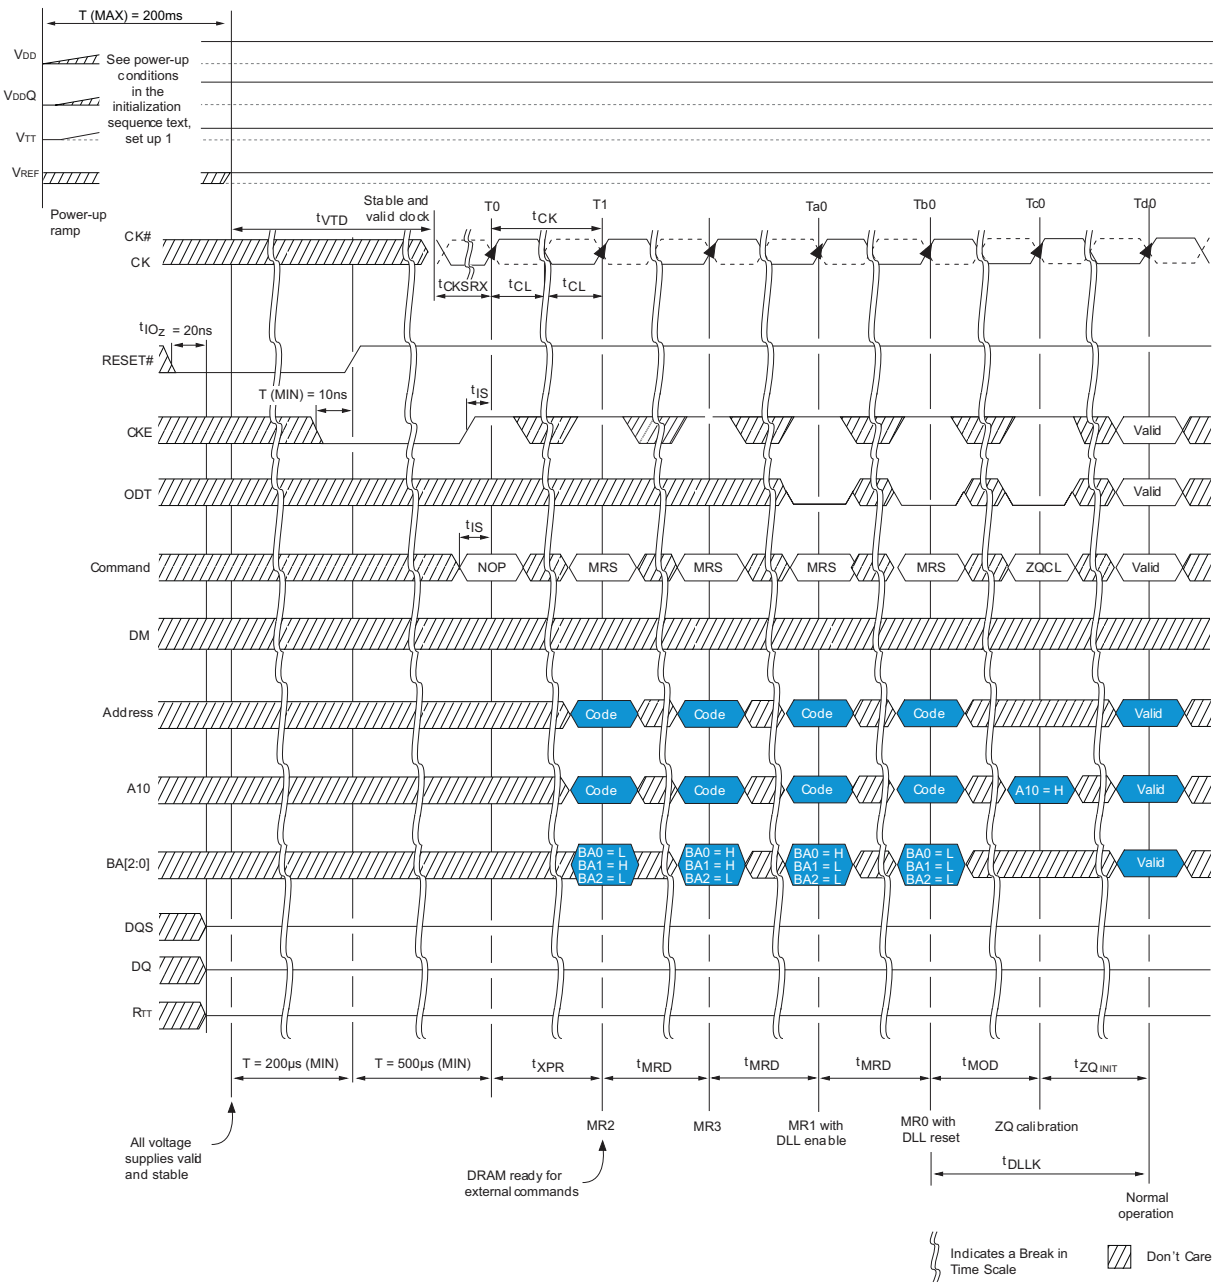 T (MAX) = 200ms
VDD
See power-up
conditions
in the
initialization
sequence text,
set up 1
VDDQ
VTT
VREF
Power-up
ramp
Stable and
valid clock
T0
T1
Ta0
Tb0
Tc0
Td0
tVTD
tCK
CK#
CK
tCKSRX
tCL
tCL
tIOz = 20ns
RESET#
T (MIN) = 10ns
tIS
CKE
Valid
ODT
Valid
tIS
Command
NOP
MRS
MRS
MRS
MRS
ZQCL
Valid
DM
Address
Code
Code
Code
Code
Valid
A10
Code
Code
Code
Code
A10 = H
Valid
BA[2:0]
BA0 = L
BA1 = H
BA2 = L
BA0 = H
BA1 = H
BA2 = L
BA0 = H
BA1 = L
BA2 = L
BA0 = L
BA1 = L
BA2 = L
Valid
DQS
DQ
RTT
T = 200µs (MIN)
T = 500µs (MIN)
tXPR
tMRD
tMRD
tMRD
tMOD
tZQINIT
All voltage
supplies valid
and stable
MR2
MR3
MR1 with
DLL enable
MR0 with
DLL reset
ZQ calibration
DRAM ready for
external commands
tDLLK
Normal
operation
Indicates a Break in
Time Scale
Don't Care